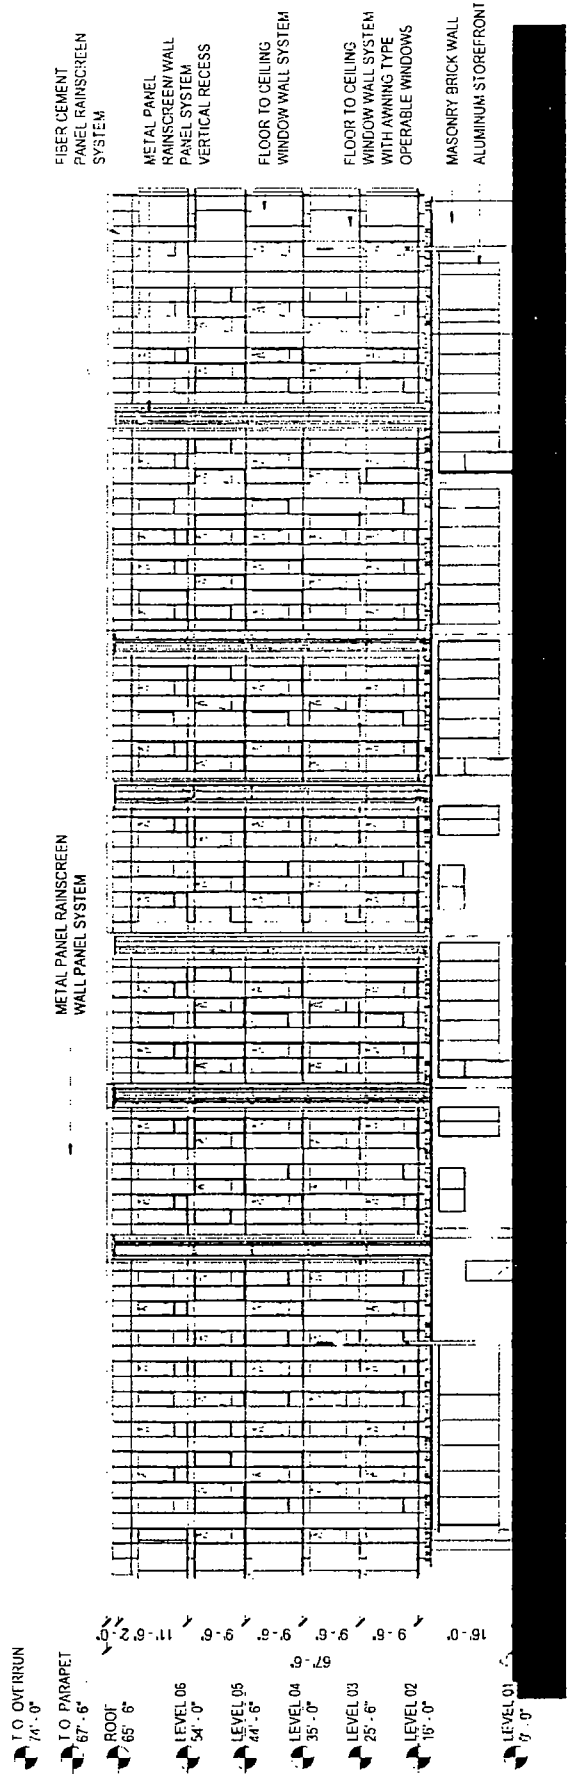 FIBER CEMENT
PANEL RAINSCREEN
SYSTEM
METAL PANEL
RAINSCREEN WALL
PANEL SYSTEM
VERTICAL RECESS
FLOOR TO CEILING
WINDOW WALL SYSTEM
FLOOR TO CEILING
WINDOW WALL SYSTEM
WITH AWNING TYPE
OPERABLE WINDOWS
MASONRY BRICK WALL
ALUMINUM STOREFRONT
METAL PANEL RAINSCREEN
WALL PANEL SYSTEM
T O OVERRUN
74' - 0"
T O PARAPET
67' - 6"
ROOF
65' 6"
LEVEL 06
54' - 0"
LEVEL 05
44' - 6"
LEVEL 04
35' - 0"
LEVEL 03
25' - 6"
LEVEL 02
16' - 0"
LEVEL 01
0' - 0"
2' - 0"
11' - 6"
9' - 6"
9' - 6"
9' - 6"
9 - 6"
16' - 0"
67' - 6"